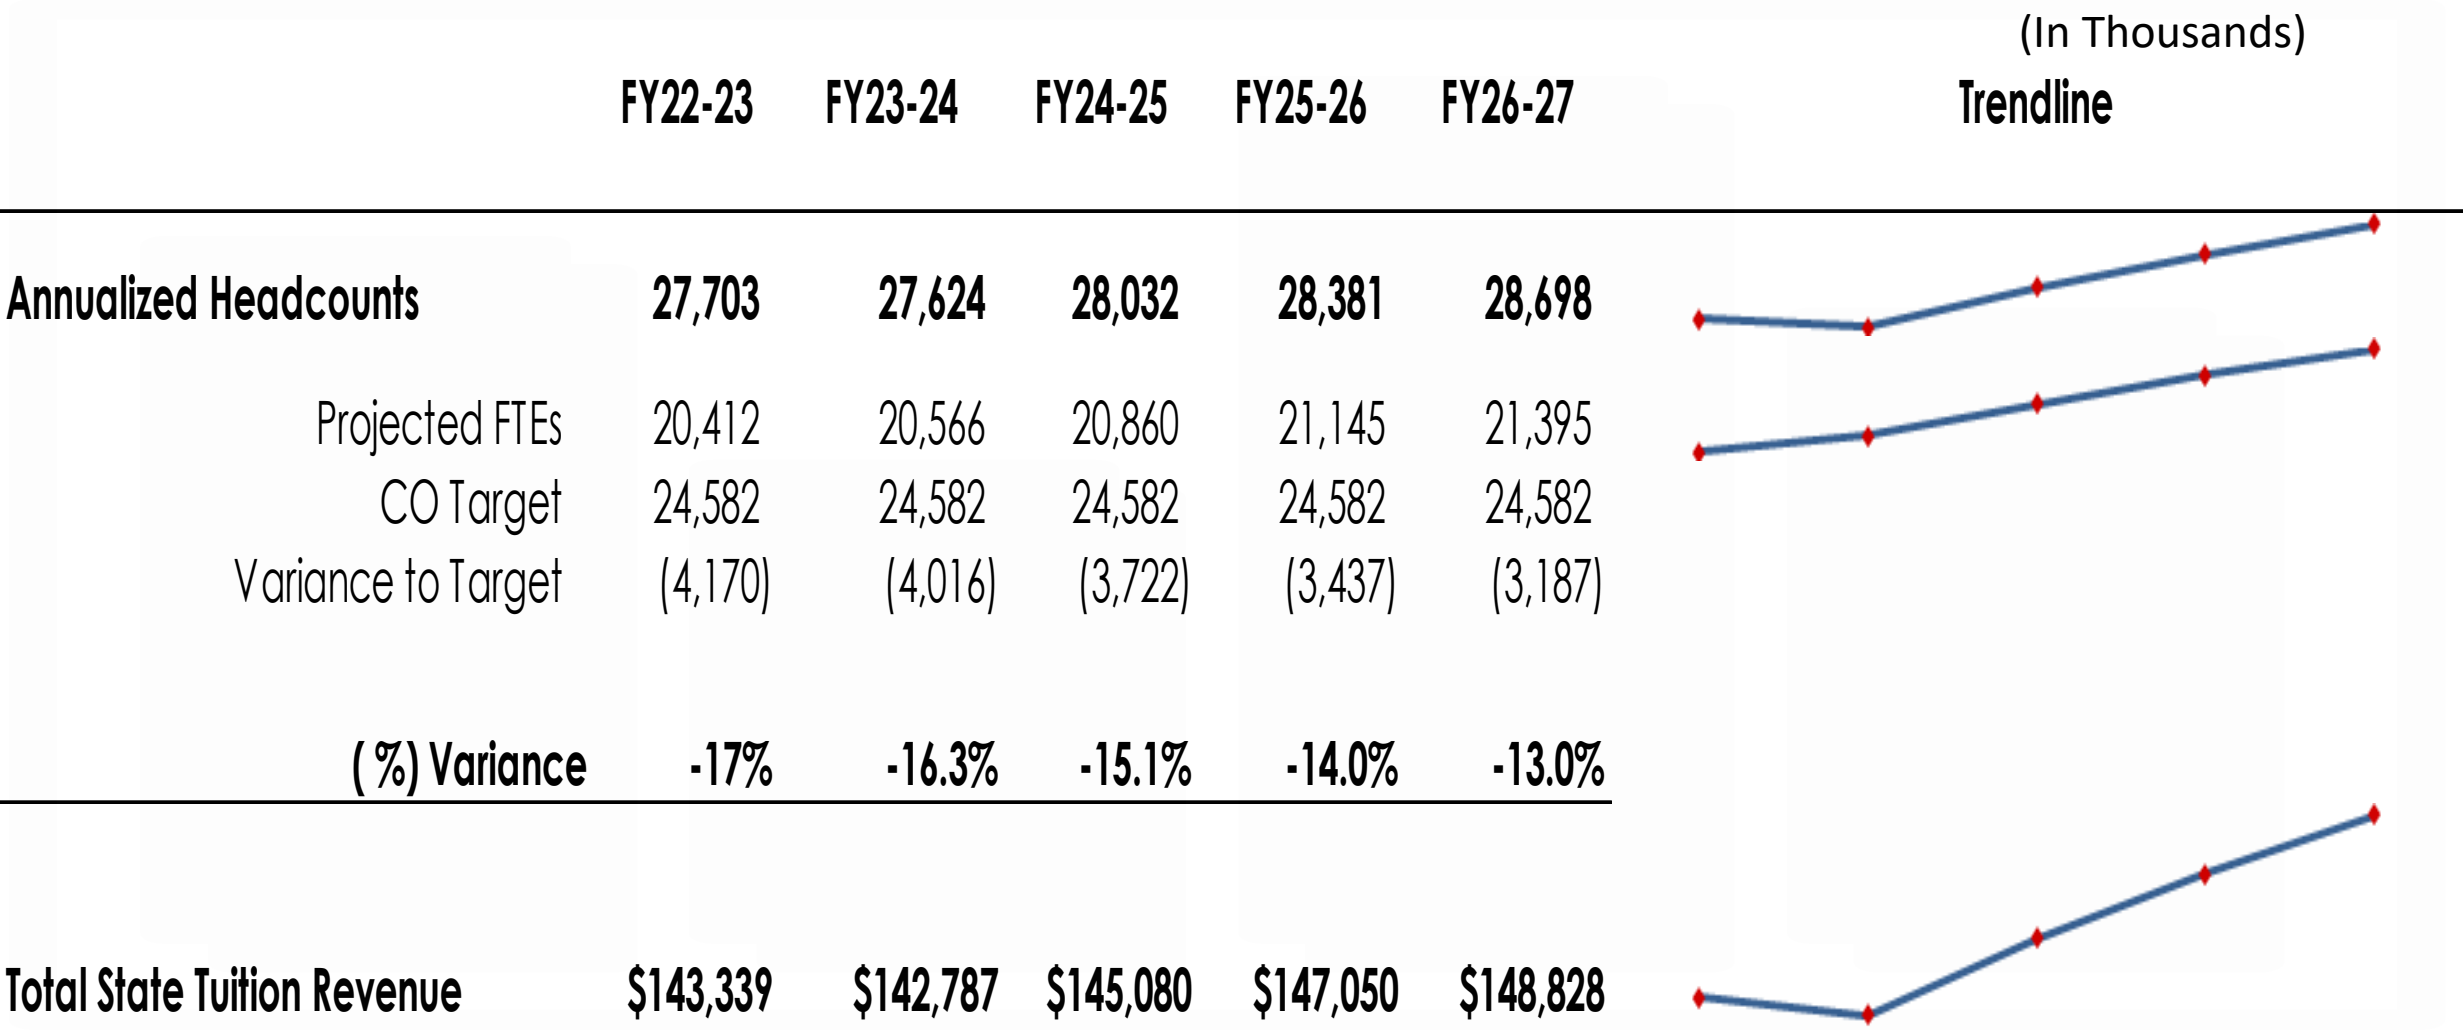 (In Thousands)
FY22-23 FY23-24 FY24-25 FY25-26 FY26-27 Trendline
Annualized Headcounts 27,703 27,624 28,032 28,381 28,698
Projected FTEs 20,412 20,566 20,860 21,145 21,395
CO Target 24,582 24,582 24,582 24,582 24,582
Variance to Target (4,170) (4,016) (3,722) (3,437) (3,187)
( %) Variance -17% -16.3% -15.1% -14.0% -13.0%
Total State Tuition Revenue $143,339 $142,787 $145,080 $147,050 $148,828